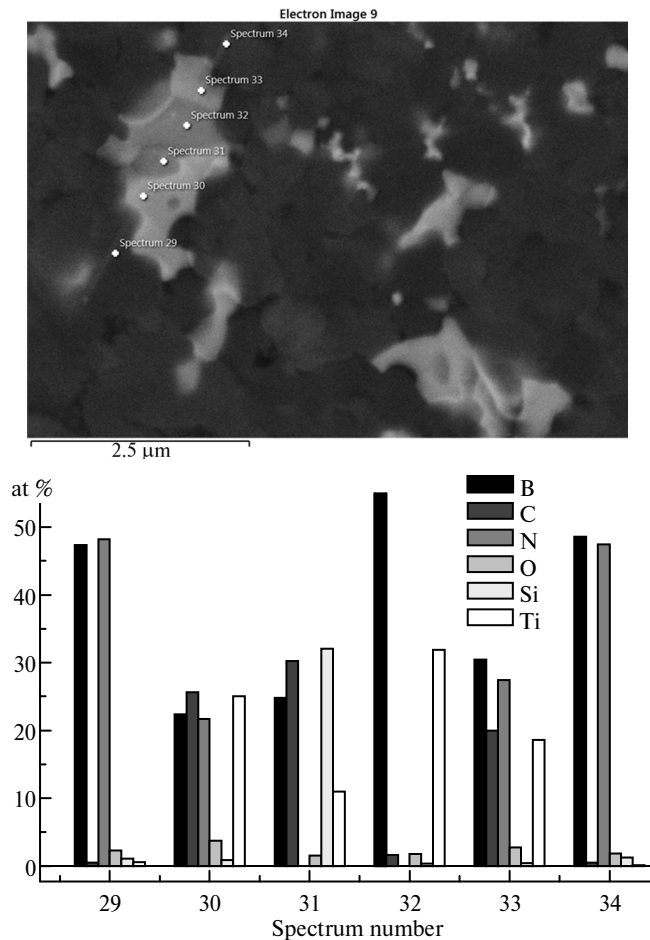 Electron Image 9
Spectrum 34
Spectrum 33
Spectrum 32
Spectrum 31
Spectrum 30
Spectrum 29
2.5 μm
at %
B
C
N
O
Si
Ti
50
40
30
20
10
0
29 30 31 32 33 34
Spectrum number